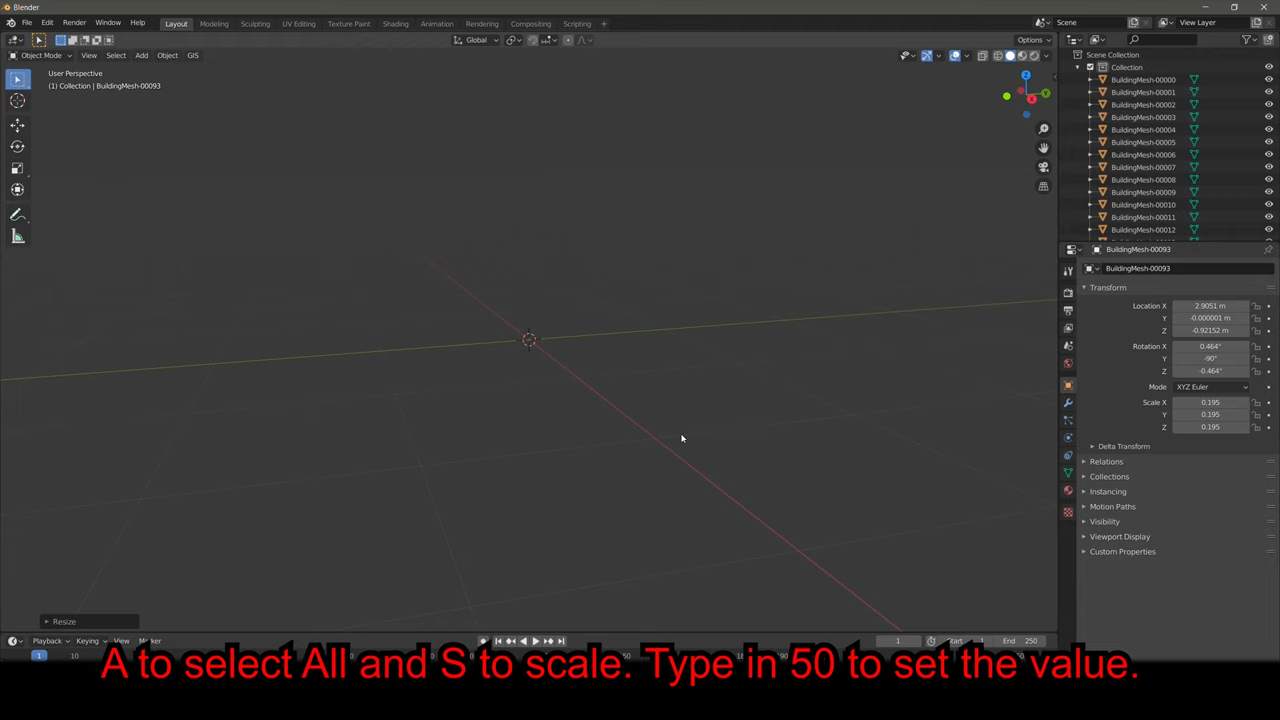 Blender
File Edit Render Window Help Layout Modeling Sculpting UV Editing Texture Paint Shading Animation Rendering Compositing Scripting + Scene View Layer
Global Options
Object Mode View Select Add Object GIS
User Perspective
(1) Collection | BuildingMesh-00093
Z
Y
X
Scene Collection
Collection
BuildingMesh-00000
BuildingMesh-00001
BuildingMesh-00002
BuildingMesh-00003
BuildingMesh-00004
BuildingMesh-00005
BuildingMesh-00006
BuildingMesh-00007
BuildingMesh-00008
BuildingMesh-00009
BuildingMesh-00010
BuildingMesh-00011
BuildingMesh-00012
BuildingMesh-00093
BuildingMesh-00093
Transform
Location X 2.9051 m
Y -0.000001 m
Z -0.92152 m
Rotation X 0.464°
Y -90°
Z -0.464°
Mode XYZ Euler
Scale X 0.195
Y 0.195
Z 0.195
Delta Transform
Relations
Collections
Instancing
Motion Paths
Visibility
Viewport Display
Custom Properties
Resize
Playback Keying View Marker 1 Start 1 End 250
1 10
A to select All and S to scale. Type in 50 to set the value.